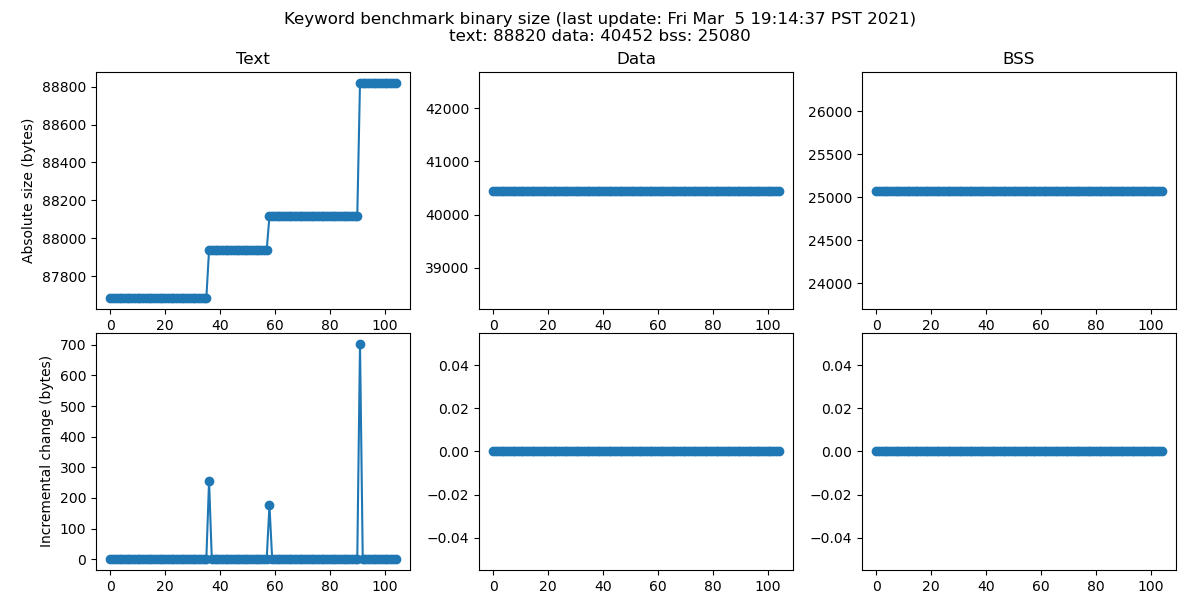 Keyword benchmark binary size (last update: Fri Mar  5 19:14:37 PST 2021)
text: 88820 data: 40452 bss: 25080
Text
Data
BSS
Absolute size (bytes)
88800
88600
88400
88200
88000
87800
0 20 40 60 80 100
42000
41000
40000
39000
0 20 40 60 80 100
26000
25500
25000
24500
24000
0 20 40 60 80 100
Incremental change (bytes)
700
600
500
400
300
200
100
0
0 20 40 60 80 100
0.04
0.02
0.00
−0.02
−0.04
0 20 40 60 80 100
0.04
0.02
0.00
−0.02
−0.04
0 20 40 60 80 100